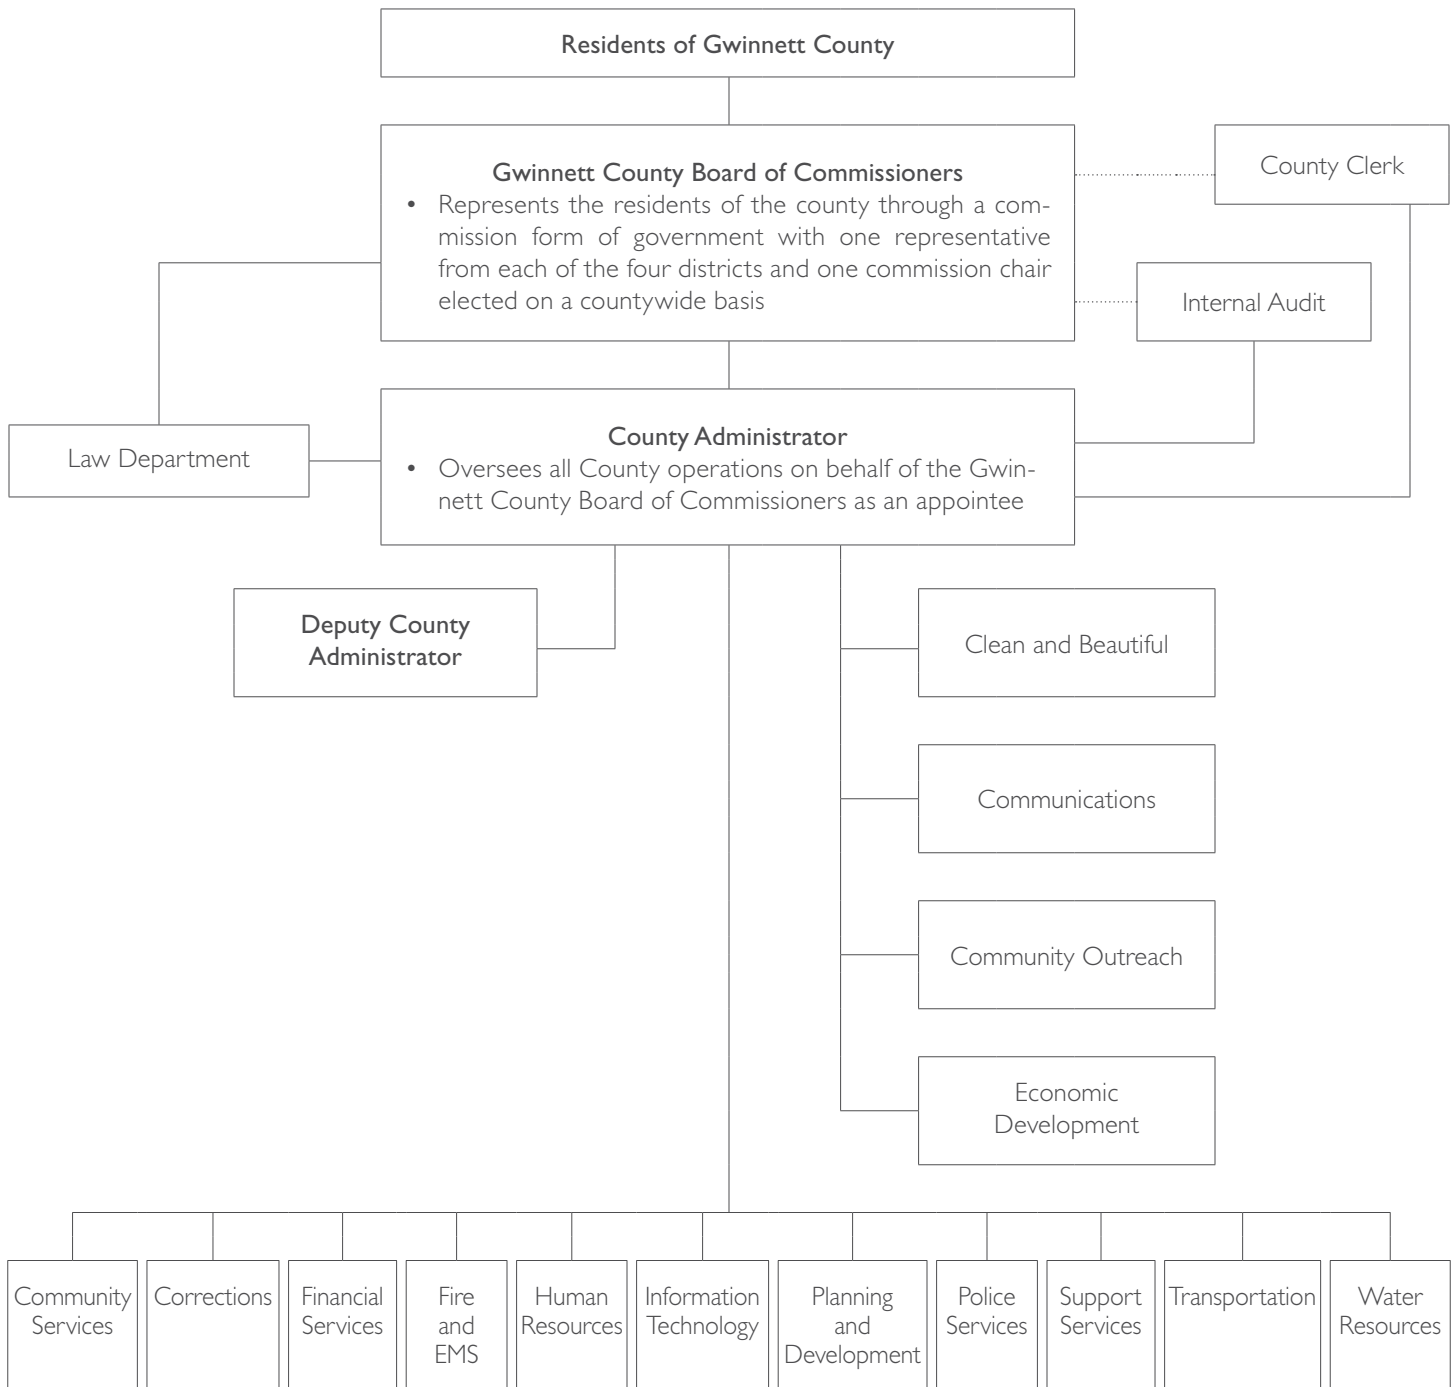 Residents of Gwinnett County
Gwinnett County Board of Commissioners
• Represents the residents of the county through a com-
mission form of government with one representative
from each of the four districts and one commission chair
elected on a countywide basis
County Clerk
Internal Audit
Law Department
County Administrator
• Oversees all County operations on behalf of the Gwin-
nett County Board of Commissioners as an appointee
Deputy County
Administrator
Clean and Beautiful
Communications
Community Outreach
Economic
Development
Community
Services
Corrections
Financial
Services
Fire
and
EMS
Human
Resources
Information
Technology
Planning
and
Development
Police
Services
Support
Services
Transportation
Water
Resources